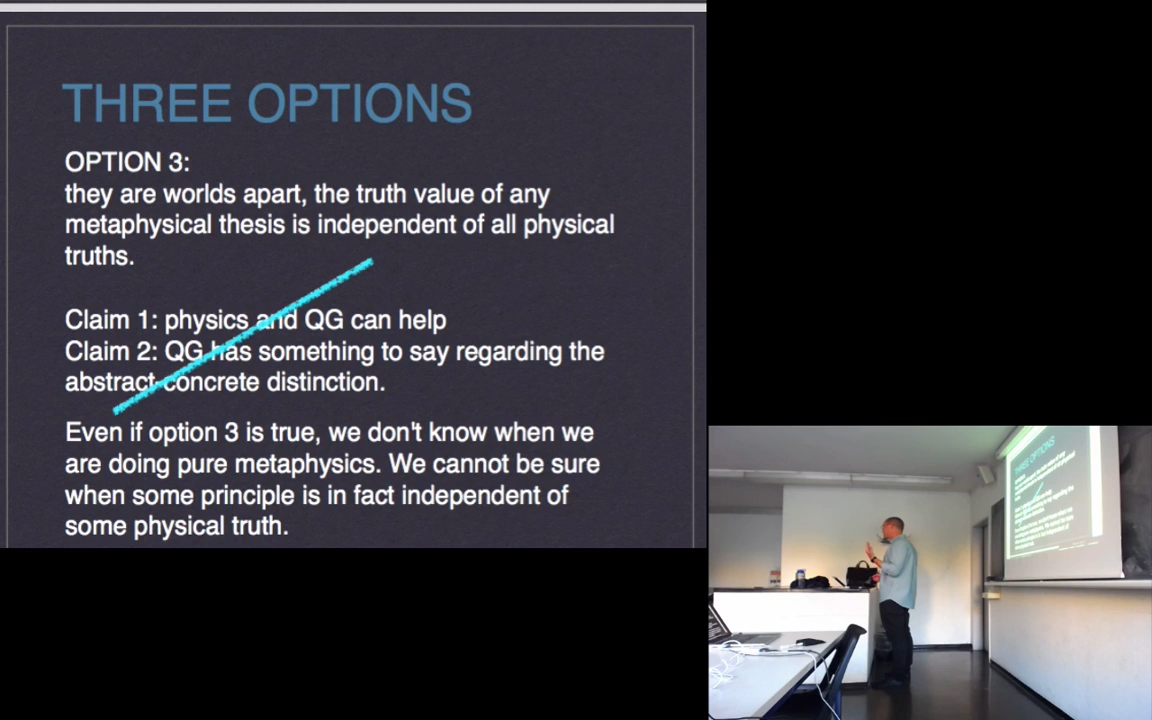 THREE OPTIONS
OPTION 3:
they are worlds apart, the truth value of any
metaphysical thesis is independent of all physical
truths.
Claim 1: physics and QG can help
Claim 2: QG has something to say regarding the
abstract-concrete distinction.
Even if option 3 is true, we don't know when we
are doing pure metaphysics. We cannot be sure
when some principle is in fact independent of
some physical truth.
THREE OPTIONS